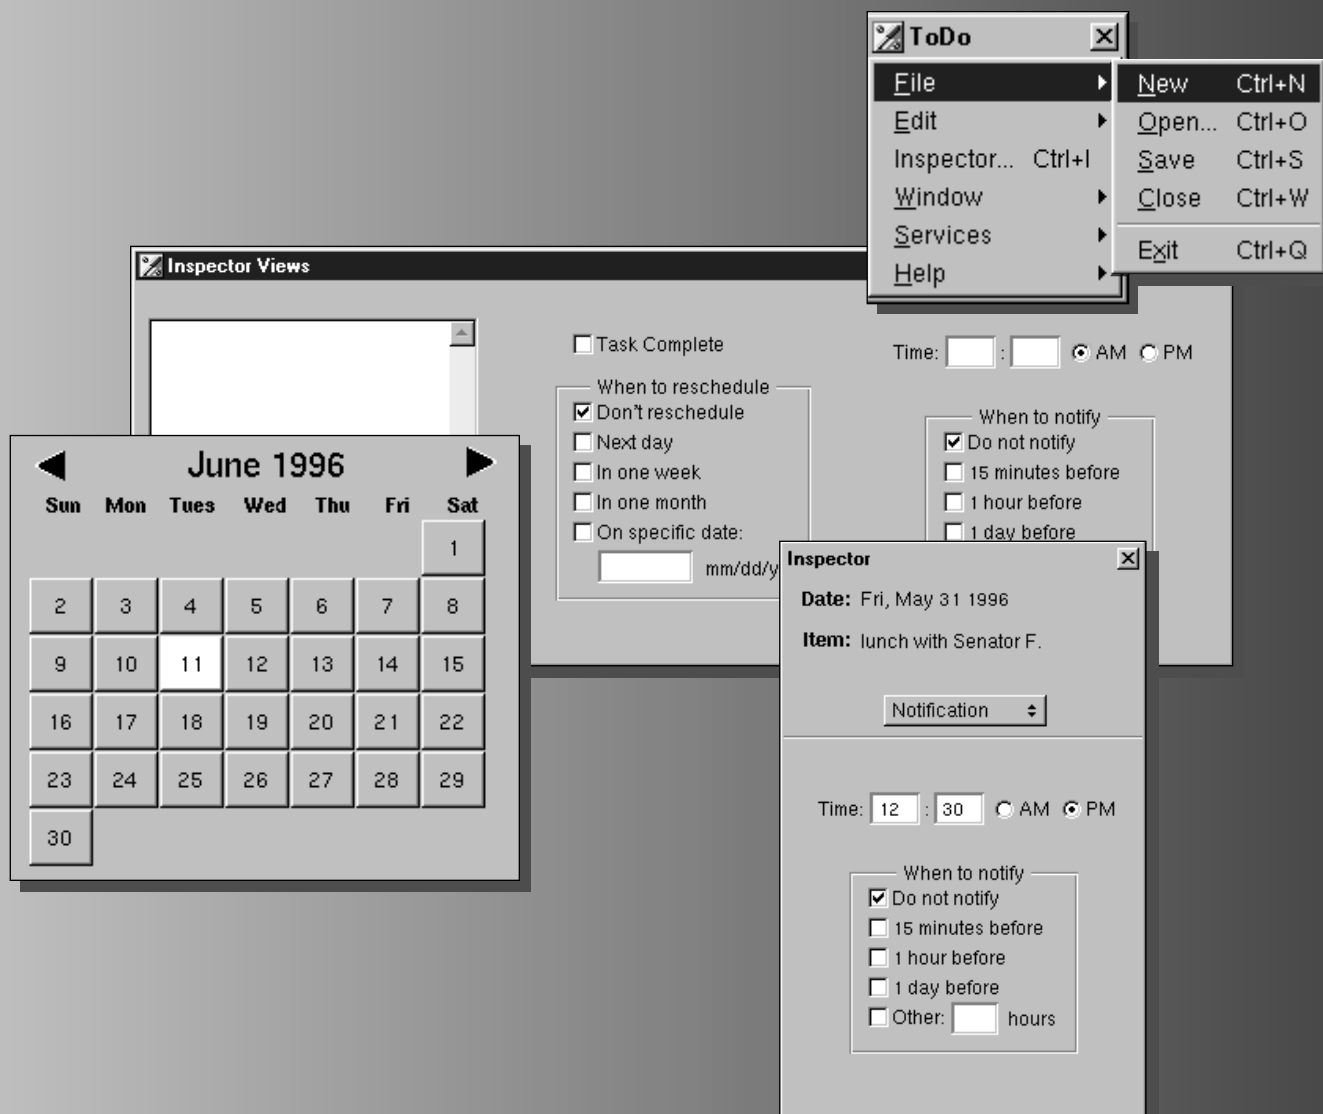 ToDo
File
Edit
Inspector... Ctrl+I
Window
Services
Help
New Ctrl+N
Open... Ctrl+O
Save Ctrl+S
Close Ctrl+W
Exit Ctrl+Q
Inspector Views
Task Complete
When to reschedule
Don't reschedule
Next day
In one week
In one month
On specific date:
mm/dd/y
Time: : AM PM
When to notify
Do not notify
15 minutes before
1 hour before
1 day before
June 1996
Sun Mon Tues Wed Thu Fri Sat
1
2 3 4 5 6 7 8
9 10 11 12 13 14 15
16 17 18 19 20 21 22
23 24 25 26 27 28 29
30
Inspector
Date: Fri, May 31 1996
Item: lunch with Senator F.
Notification
Time: 12 : 30 AM PM
When to notify
Do not notify
15 minutes before
1 hour before
1 day before
Other: hours